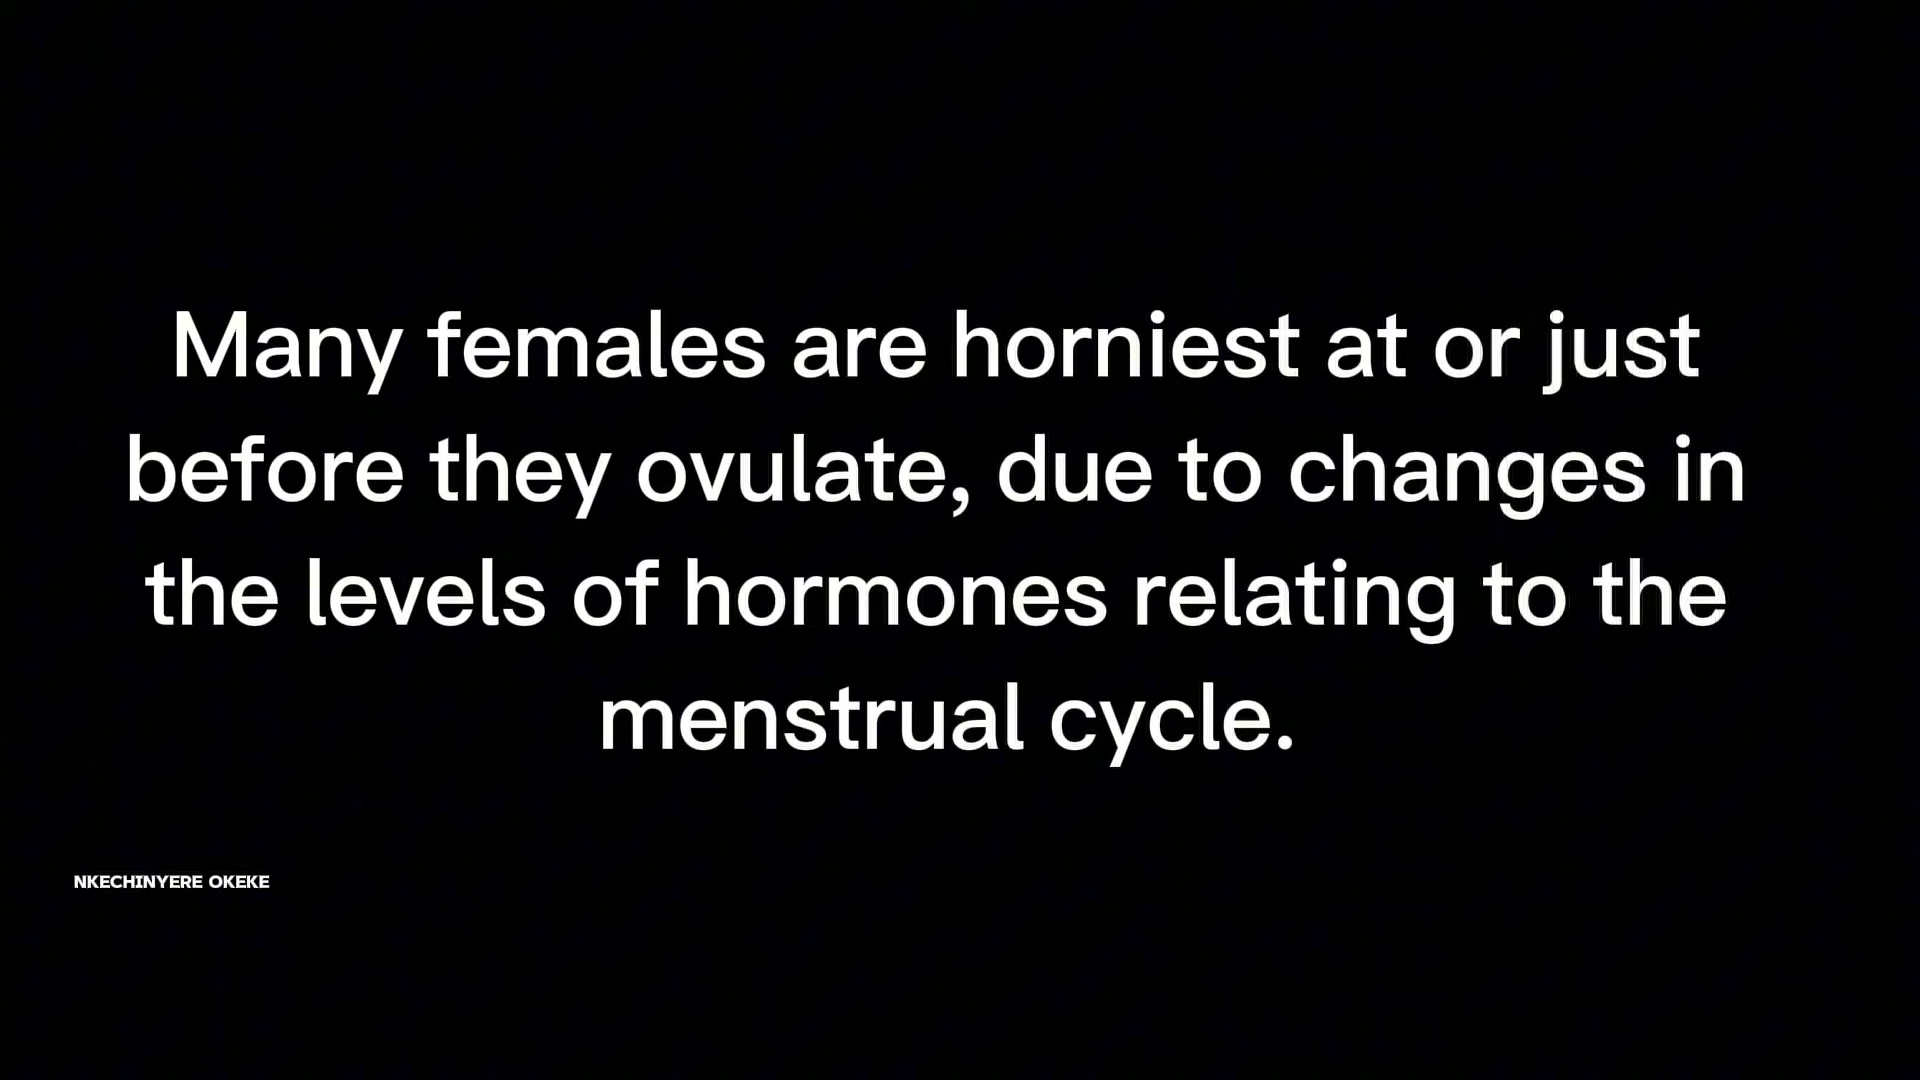 Many females are horniest at or just
before they ovulate, due to changes in
the levels of hormones relating to the
menstrual cycle.
NKECHINYERE OKEKE